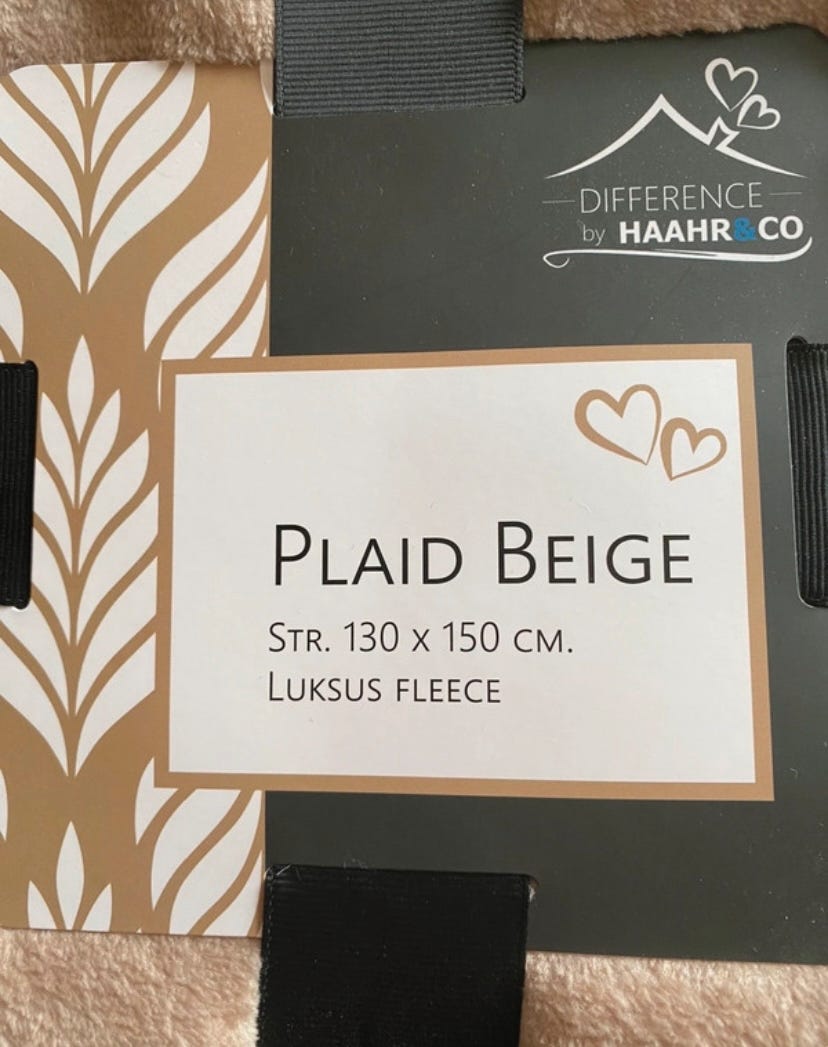 DIFFERENCE
by HAAHR&CO
PLAID BEIGE
STR. 130 X 150 CM.
LUKSUS FLEECE